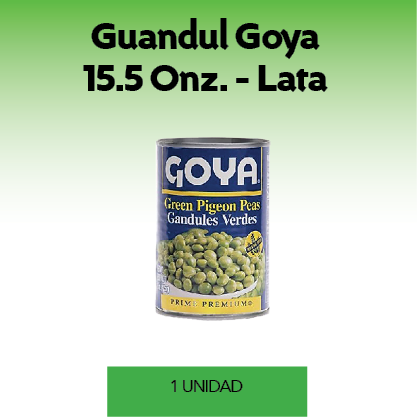 Guandul Goya
15.5 Onz. - Lata
GOYA
Green Pigeon Peas
Gandules Verdes
PRIME PREMIUM
1 UNIDAD